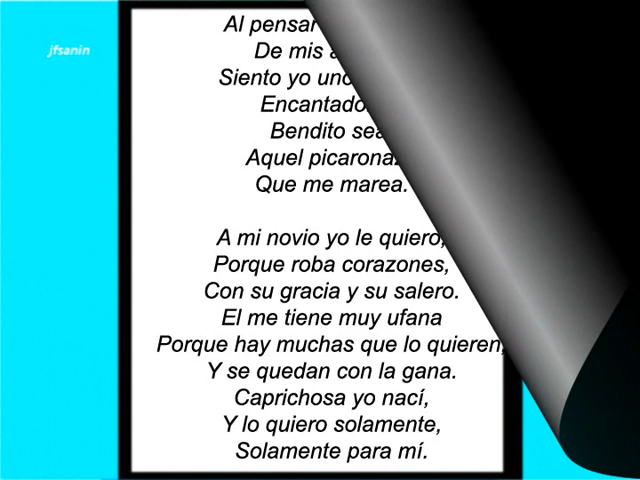 jfsanin
Al pensar
De mis
Siento yo
Encantado
Bendito sea
Aquel
Que me marea.
A mi novio yo le quiero,
Porque roba corazones,
Con su gracia y su salero.
El me tiene muy ufana
Porque hay muchas que lo quieren,
Y se quedan con la gana.
Caprichosa yo nací,
Y lo quiero solamente,
Solamente para mí.